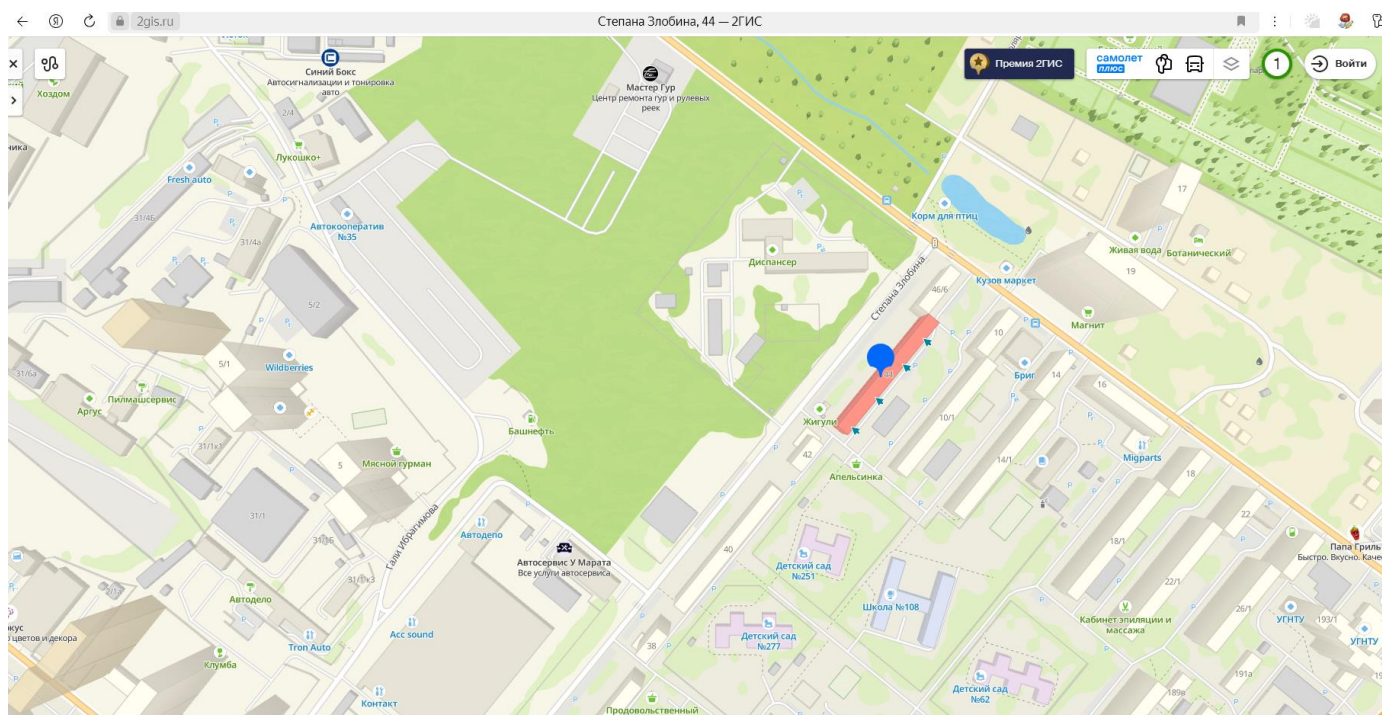 2gis.ru
Степана Злобина, 44 — 2ГИС
Премия 2ГИС
самолет
плюс
1
Войти
Хоздом
Синий Бокс
Автосигнализации и тонировка
авто
Мастер Гур
Центр ремонта гур и рулевых
реек
2/4
Лукошко+
Fresh auto
31/4Б
31/4а
Автокооператив
№35
Корм для птиц
17
Диспансер
Степана Злобина
Живая вода
Ботанический
Кузов маркет
19
46/6
5/2
Магнит
10
5/1
Wildberries
44
Бриг
14
16
31/6а
Пилмашсервис
Аргус
Жигули
10/1
Башнефть
31/1к1
42
Мясной гурман
5
14/1
Migparts
Апельсинка
18
31/1
Гали Ибрагимова
22
Автодепо
31/1Б
40
18/1
Папа Гриль
Автосервис У Марата
Все услуги автосервиса
Детский сад
№251
31/1к3
22/1
Автодело
Школа №108
26/1
Кабинет эпиляции и
массажа
УГНТУ
193/1
УГНТУ
цветов и декора
Acc sound
Tron Auto
Детский сад
№277
38
Клумба
191а
Детский сад
№62
189в
Контакт
Продовольственный